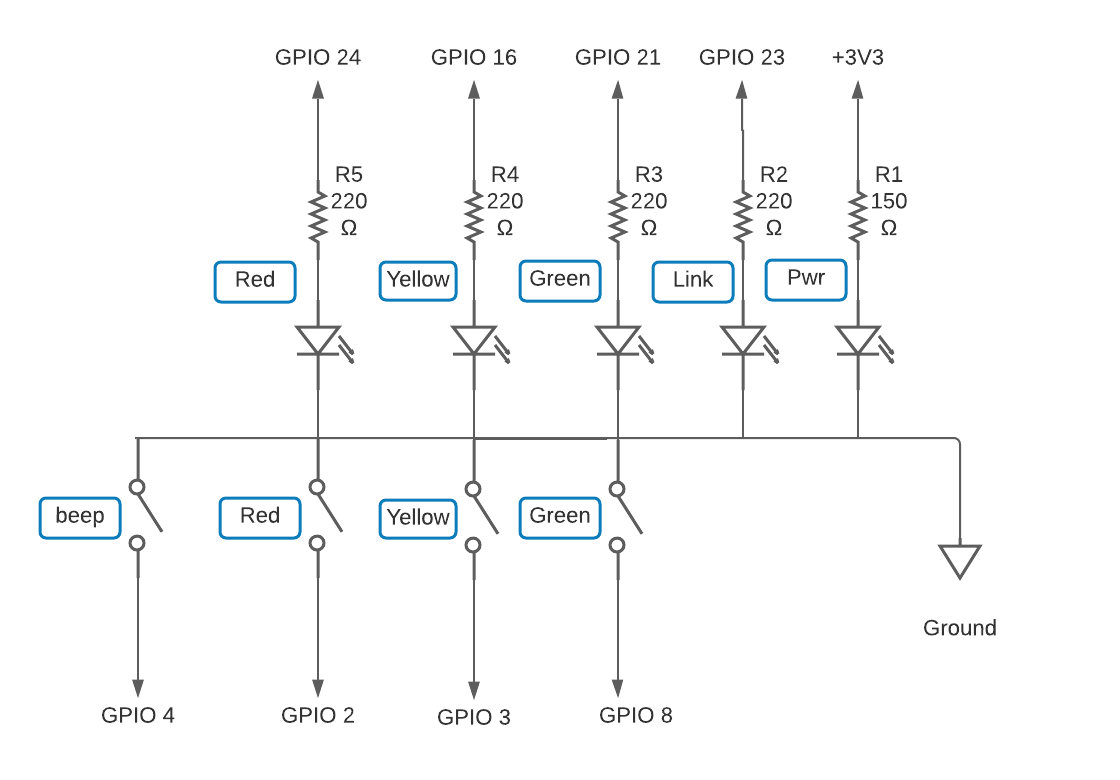 GPIO 24
GPIO 16
GPIO 21
GPIO 23
+3V3
R5
220
Ω
R4
220
Ω
R3
220
Ω
R2
220
Ω
R1
150
Ω
Red
Yellow
Green
Link
Pwr
beep
Red
Yellow
Green
Ground
GPIO 4
GPIO 2
GPIO 3
GPIO 8